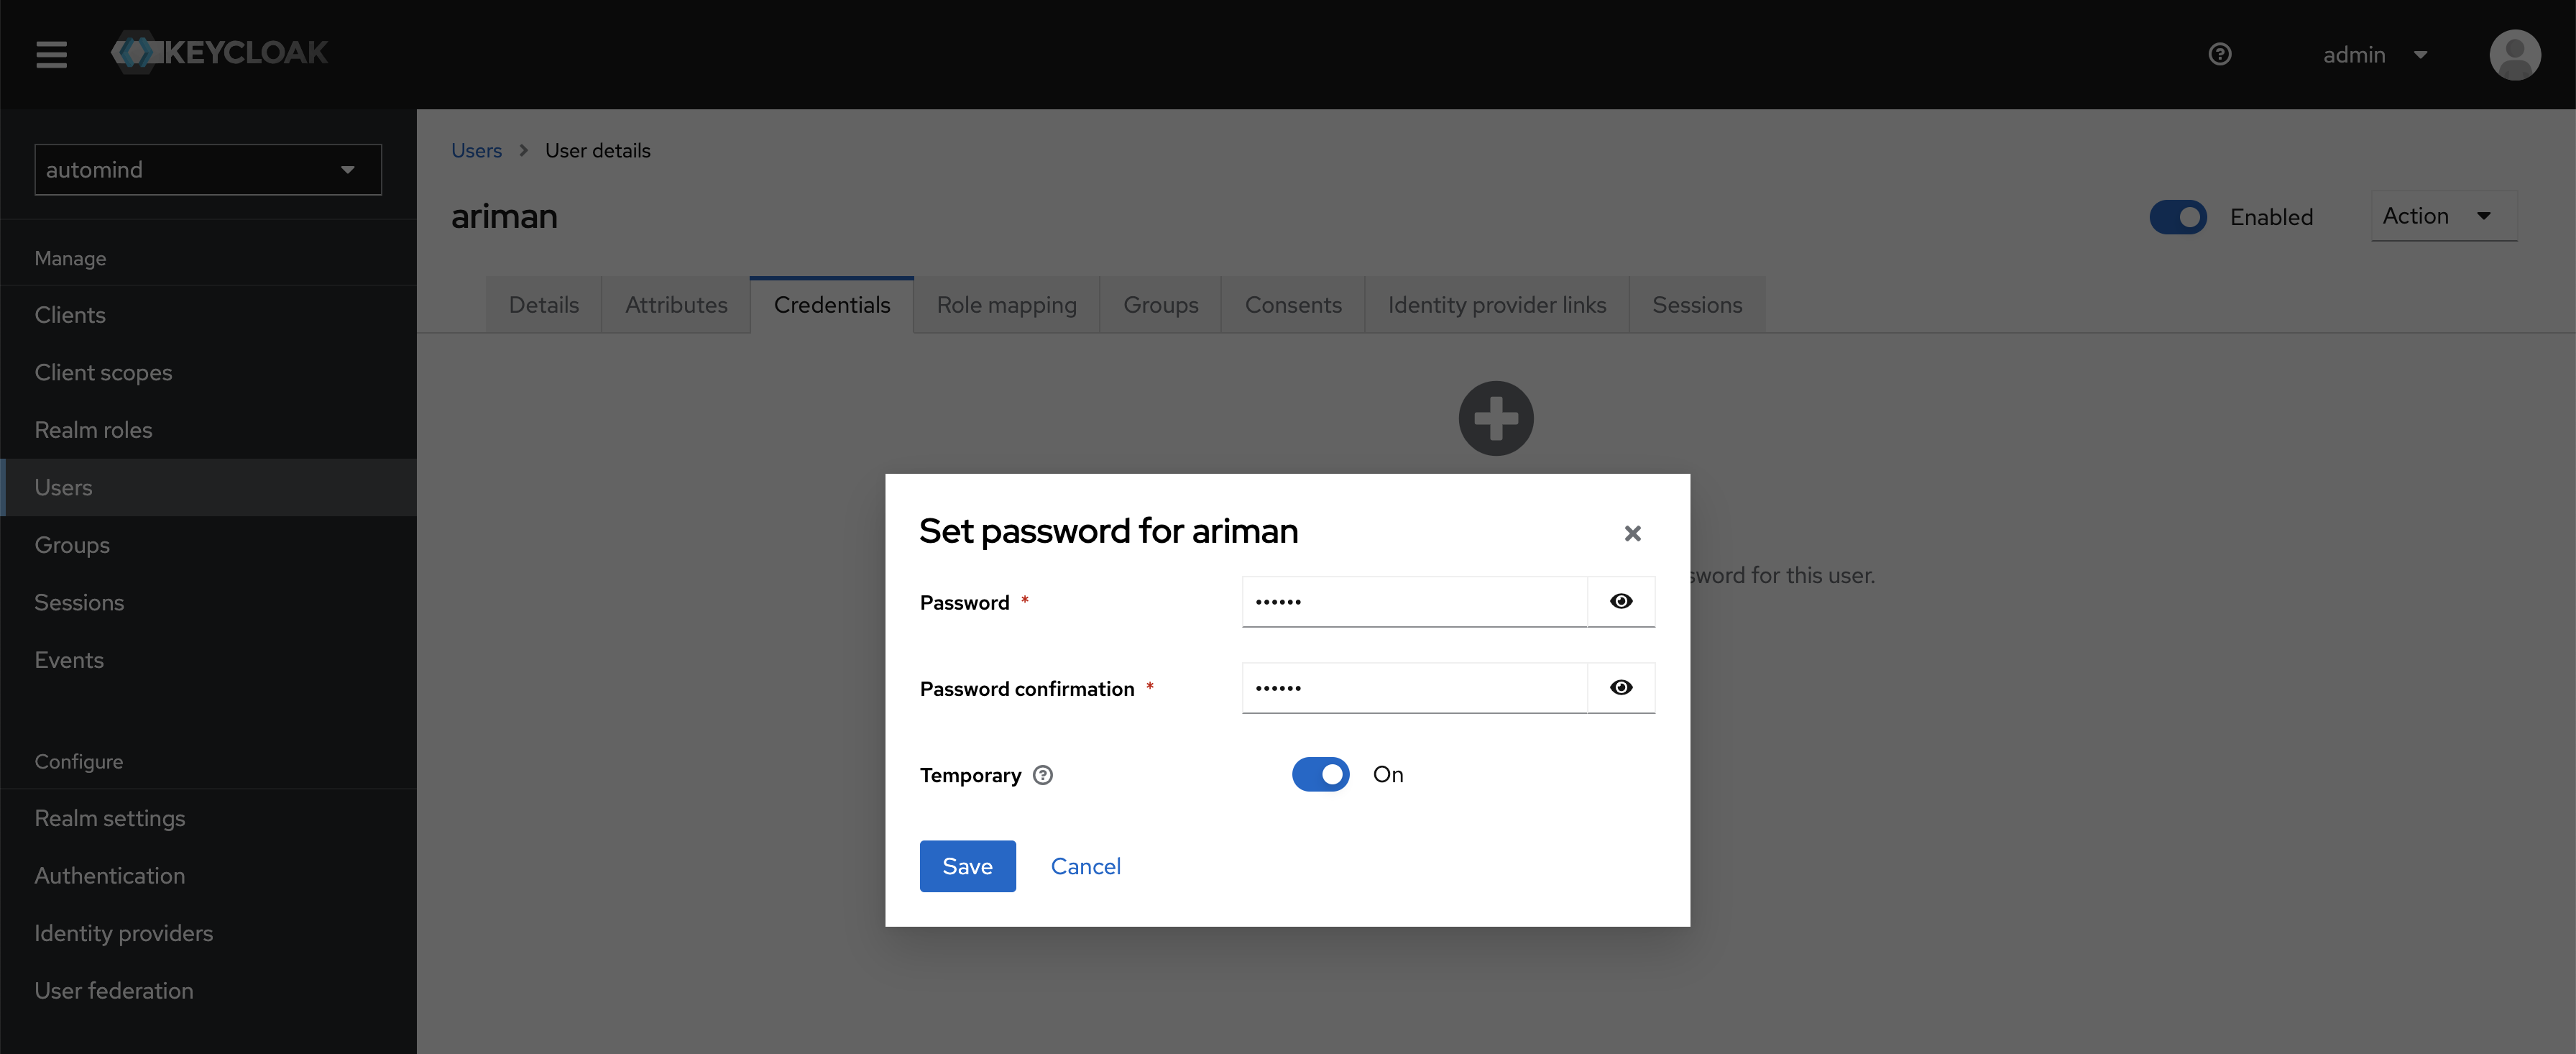 KEYCLOAK
admin
automind
Manage
Clients
Client scopes
Realm roles
Users
Groups
Sessions
Events
Configure
Realm settings
Authentication
Identity providers
User federation
Users > User details
ariman
Enabled
Action
Details Attributes Credentials Role mapping Groups Consents Identity provider links Sessions
for this user.
Set password for ariman
Password *
••••••
Password confirmation *
••••••
Temporary
On
Save Cancel